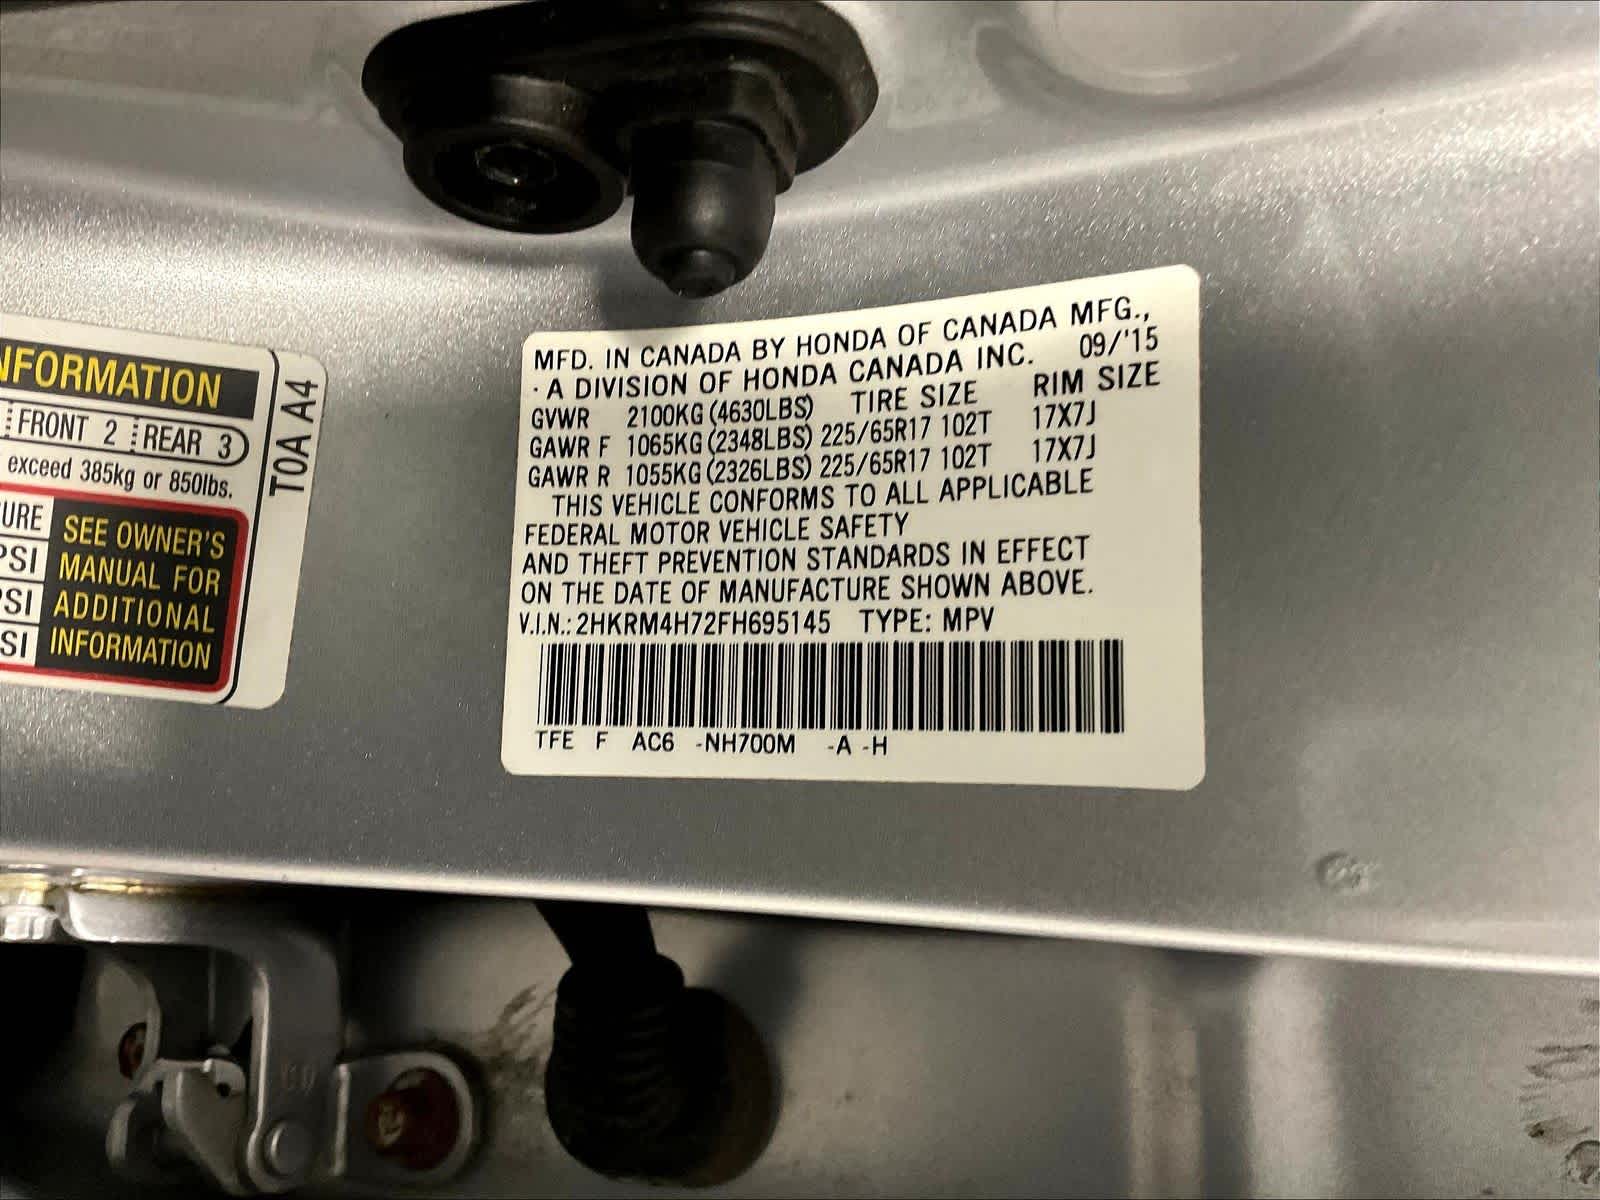 NFORMATION
FRONT 2 REAR 3
exceed 385kg or 850lbs.
URE
PSI
PSI
SI
SEE OWNER'S
MANUAL FOR
ADDITIONAL
INFORMATION
T0A A4
MFD. IN CANADA BY HONDA OF CANADA MFG.,
· A DIVISION OF HONDA CANADA INC. 09/'15
GVWR 2100KG (4630LBS) TIRE SIZE RIM SIZE
GAWR F 1065KG (2348LBS) 225/65R17 102T 17X7J
GAWR R 1055KG (2326LBS) 225/65R17 102T 17X7J
THIS VEHICLE CONFORMS TO ALL APPLICABLE
FEDERAL MOTOR VEHICLE SAFETY
AND THEFT PREVENTION STANDARDS IN EFFECT
ON THE DATE OF MANUFACTURE SHOWN ABOVE.
V.I.N.: 2HKRM4H72FH695145 TYPE: MPV
TFE F AC6 -NH700M -A -H